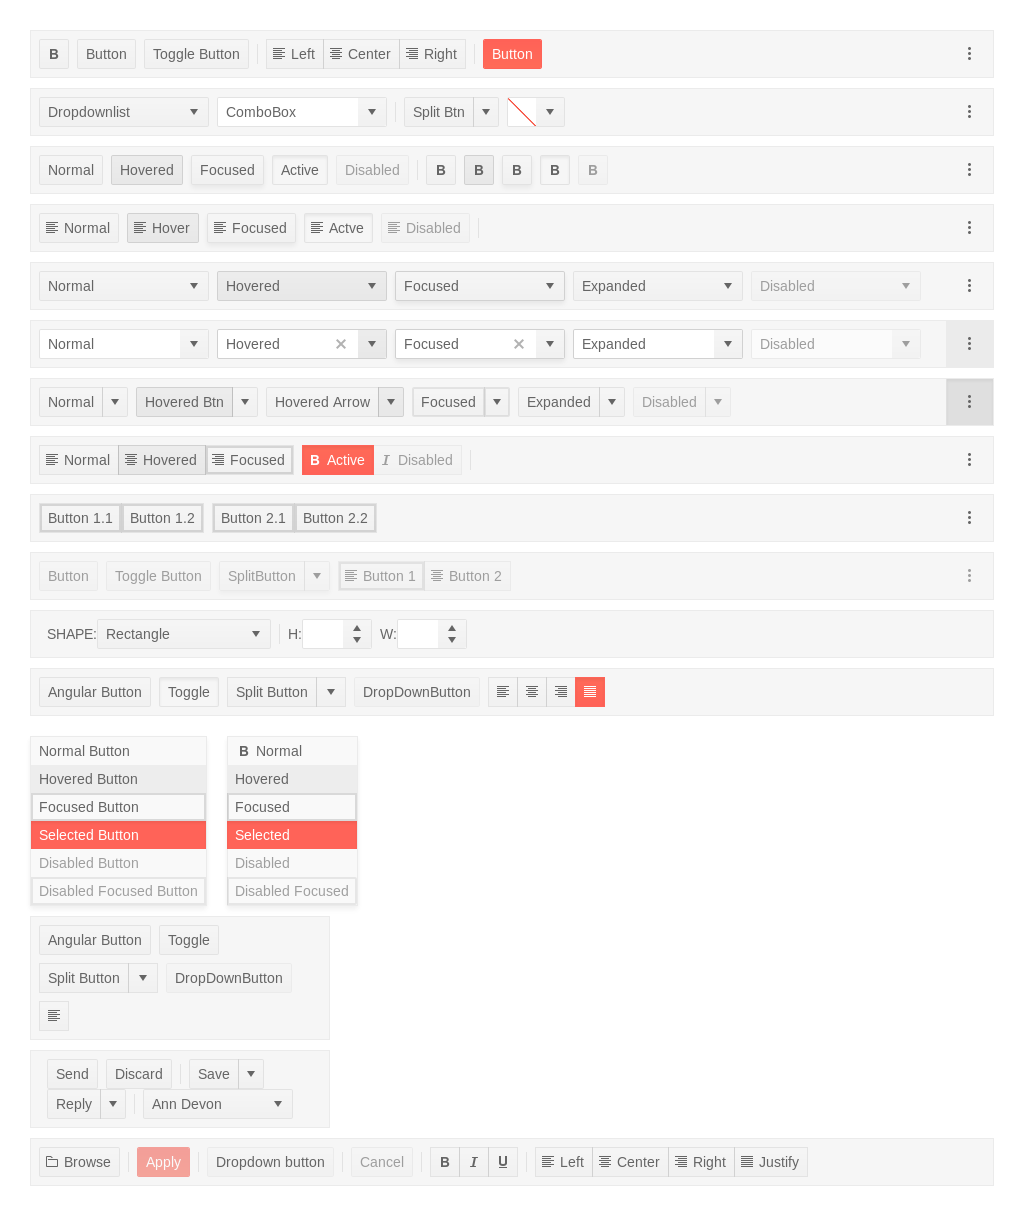 B Button Toggle Button Left Center Right Button
Dropdownlist ComboBox Split Btn
Normal Hovered Focused Active Disabled B B B B B
Normal Hover Focused Actve Disabled
Normal Hovered Focused Expanded Disabled
Normal Hovered Focused Expanded Disabled
Normal Hovered Btn Hovered Arrow Focused Expanded Disabled
Normal Hovered Focused B Active I Disabled
Button 1.1 Button 1.2 Button 2.1 Button 2.2
Button Toggle Button SplitButton Button 1 Button 2
SHAPE: Rectangle H: W:
Angular Button Toggle Split Button DropDownButton
Normal Button B Normal
Hovered Button Hovered
Focused Button Focused
Selected Button Selected
Disabled Button Disabled
Disabled Focused Button Disabled Focused
Angular Button Toggle
Split Button DropDownButton
Send Discard Save
Reply Ann Devon
Browse Apply Dropdown button Cancel B I U Left Center Right Justify